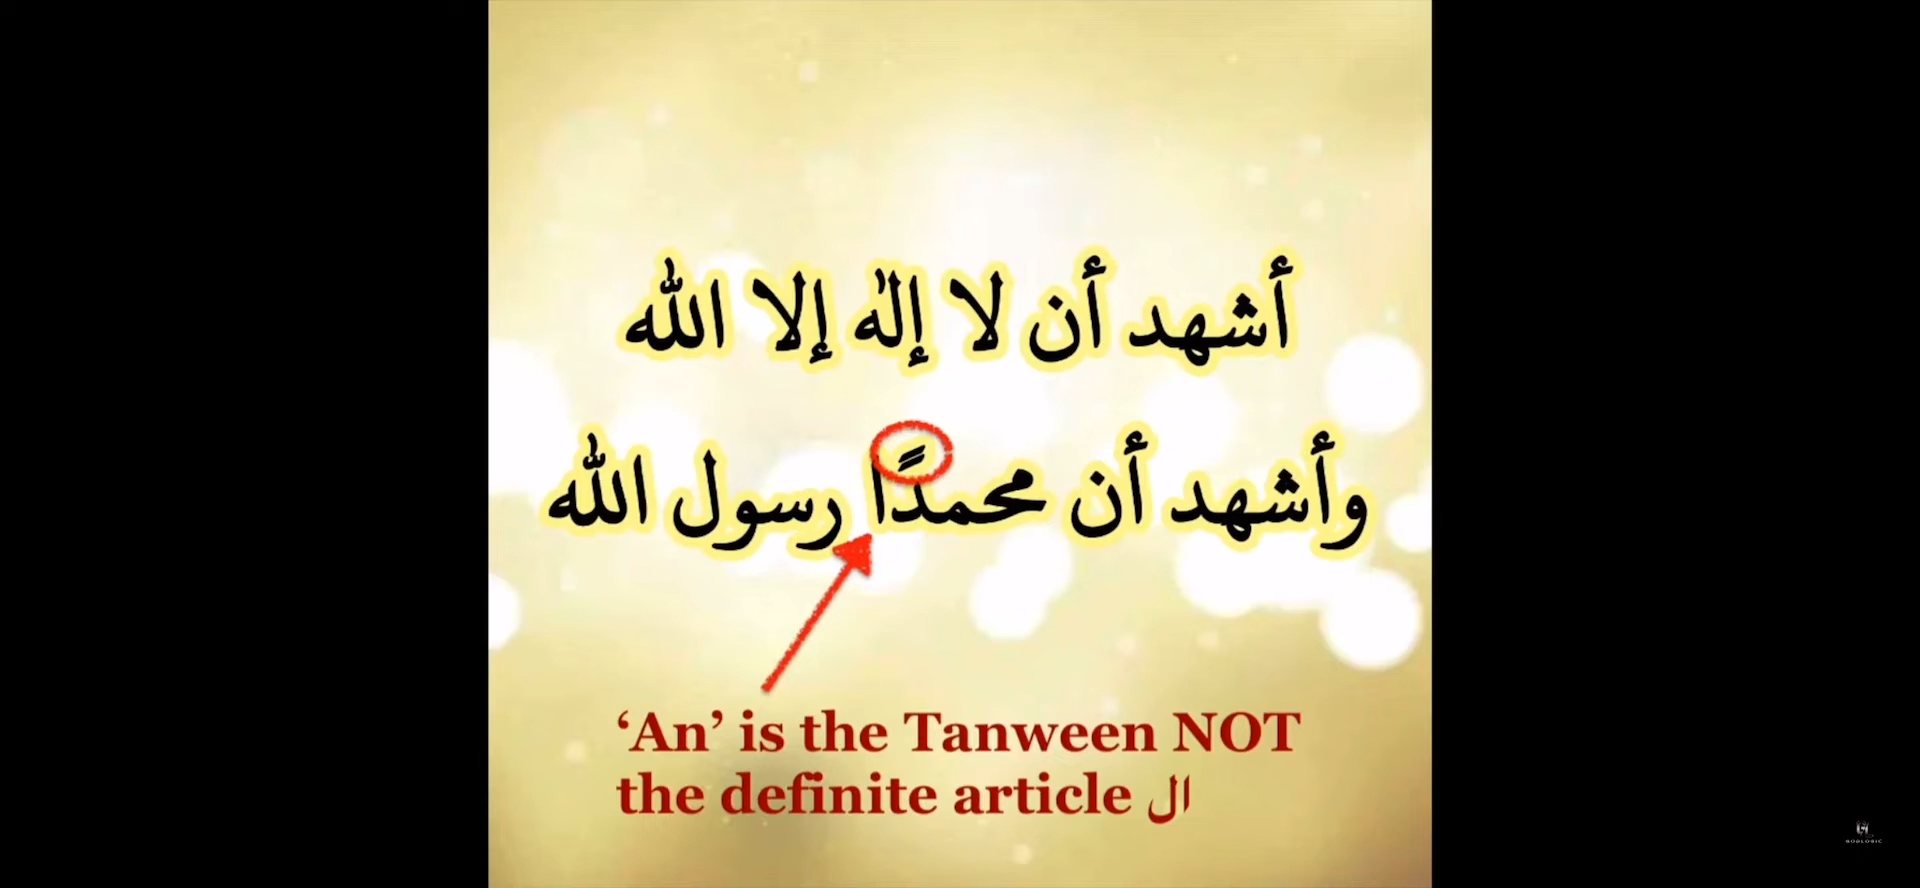 أشهد أن لا إلٰه إلا الله
وأشهد أن محمدًا رسول الله
‘An’ is the Tanween NOT
the definite article ال